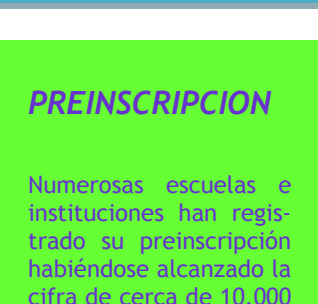 PREINSCRIPCION
Numerosas escuelas e
instituciones han regis-
trado su preinscripción
habiéndose alcanzado la
cifra de cerca de 10.000